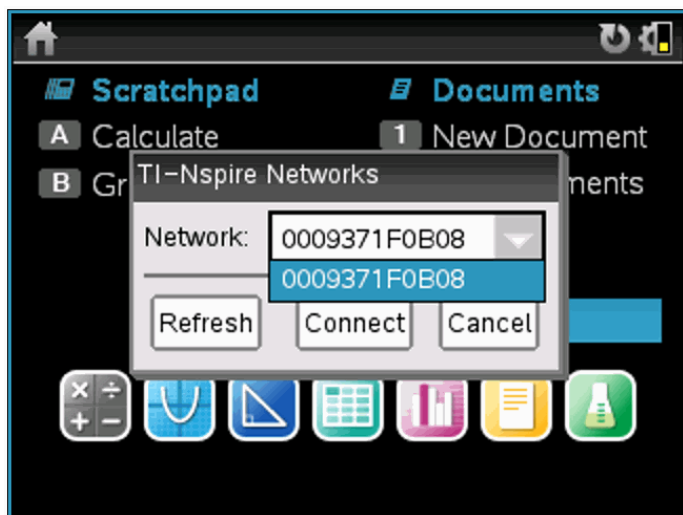 Scratchpad Documents
A Calculate 1 New Document
B Gr ments
TI-Nspire Networks
Network: 0009371F0B08
0009371F0B08
Refresh Connect Cancel